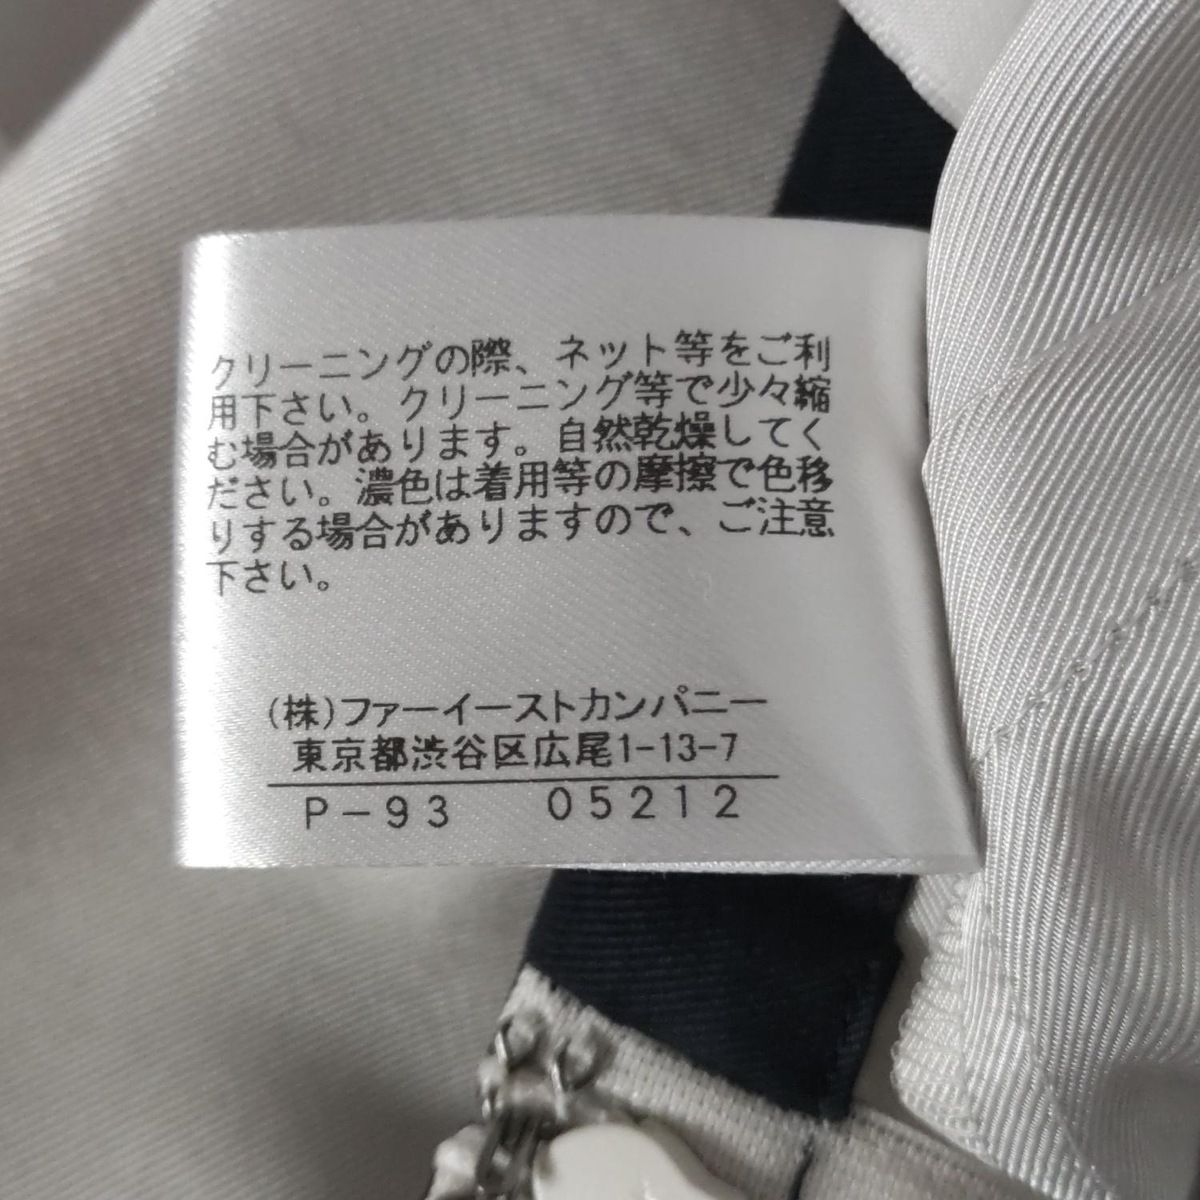 クリーニングの際、ネット等をご利
用下さい。クリーニング等で少々縮
む場合があります。自然乾燥してく
ださい。濃色は着用等の摩擦で色移
りする場合がありますので、ご注意
下さい。
(株)ファーイーストカンパニー
東京都渋谷区広尾1-13-7
P-93 05212